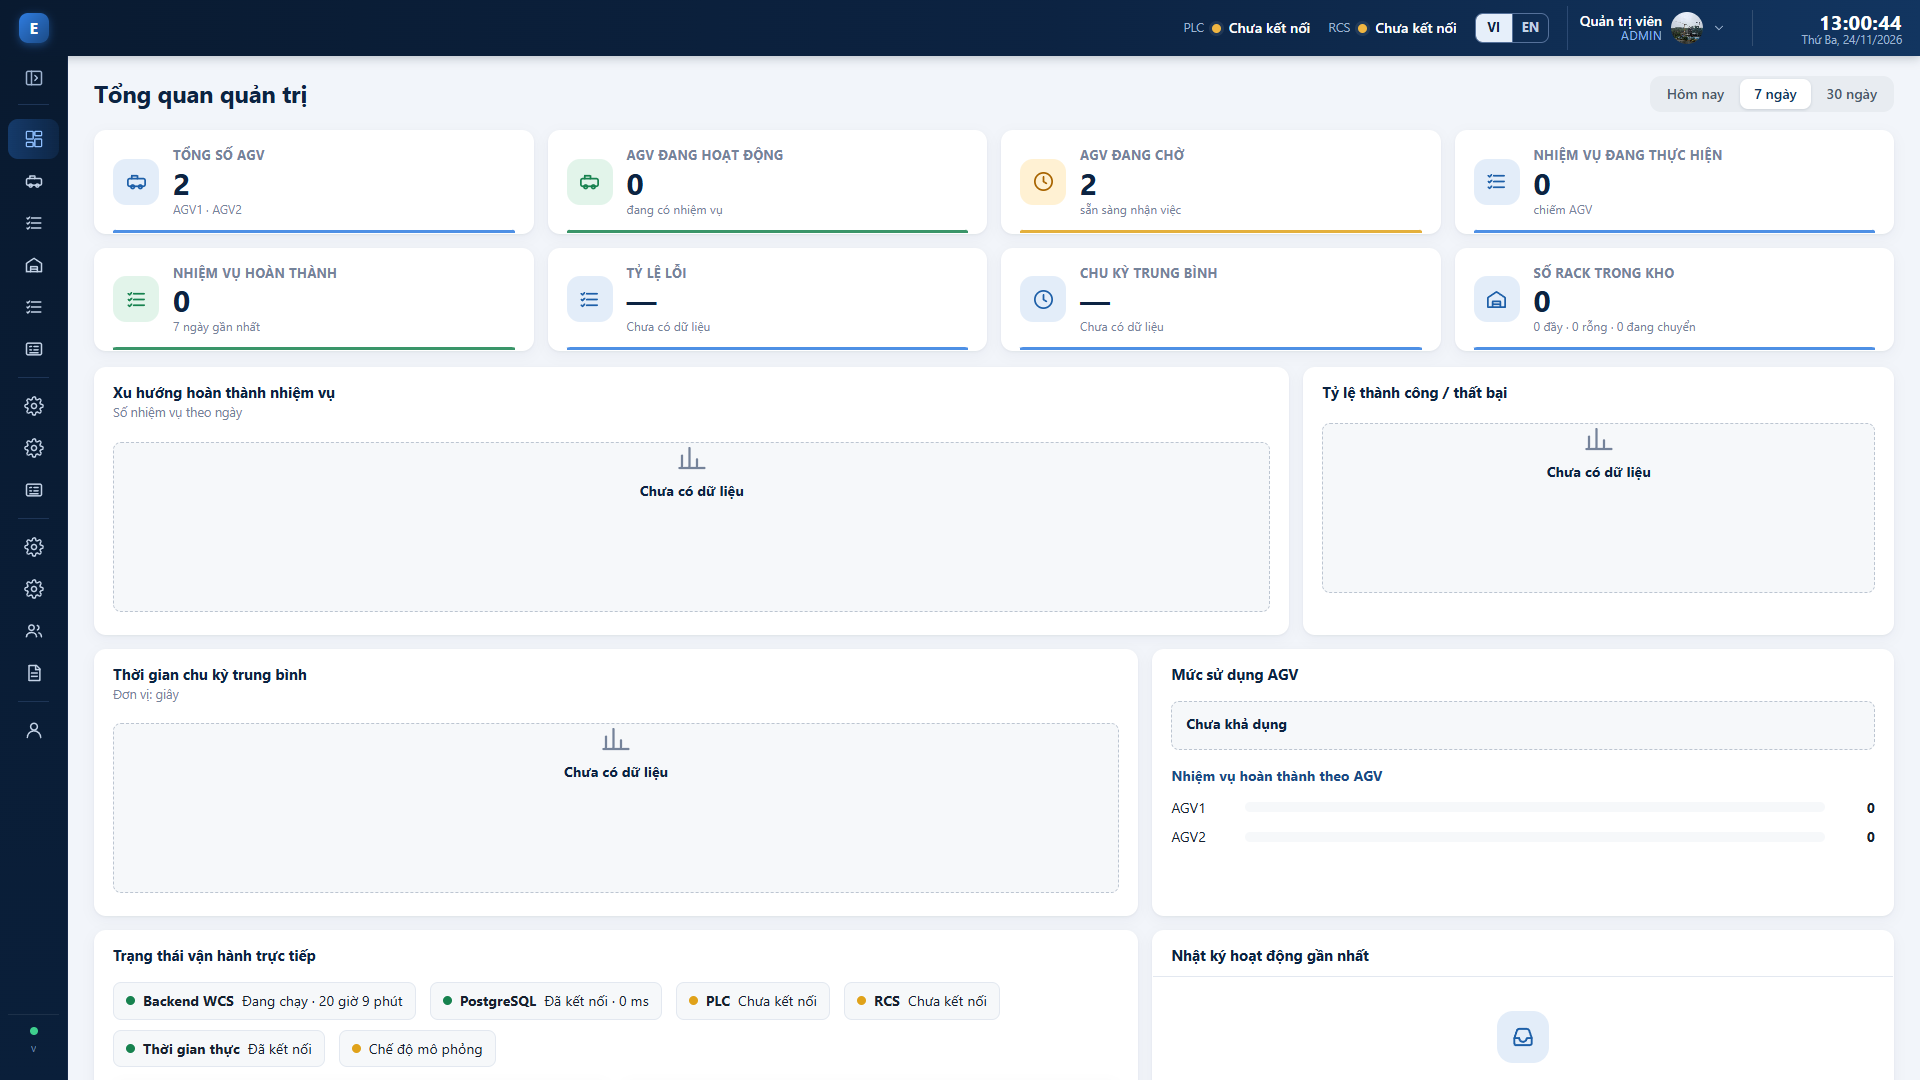 E
PLC Chưa kết nối RCS Chưa kết nối VI EN Quản trị viên ADMIN 13:00:44 Thứ Ba, 24/11/2026
Tổng quan quản trị
Hôm nay 7 ngày 30 ngày
TỔNG SỐ AGV
2
AGV1 · AGV2
AGV ĐANG HOẠT ĐỘNG
0
đang có nhiệm vụ
AGV ĐANG CHỜ
2
sẵn sàng nhận việc
NHIỆM VỤ ĐANG THỰC HIỆN
0
chiếm AGV
NHIỆM VỤ HOÀN THÀNH
0
7 ngày gần nhất
TỶ LỆ LỖI
—
Chưa có dữ liệu
CHU KỲ TRUNG BÌNH
—
Chưa có dữ liệu
SỐ RACK TRONG KHO
0
0 đầy · 0 rỗng · 0 đang chuyển
Xu hướng hoàn thành nhiệm vụ
Số nhiệm vụ theo ngày
Chưa có dữ liệu
Tỷ lệ thành công / thất bại
Chưa có dữ liệu
Thời gian chu kỳ trung bình
Đơn vị: giây
Chưa có dữ liệu
Mức sử dụng AGV
Chưa khả dụng
Nhiệm vụ hoàn thành theo AGV
AGV1 0
AGV2 0
Trạng thái vận hành trực tiếp
Backend WCS Đang chạy · 20 giờ 9 phút PostgreSQL Đã kết nối · 0 ms PLC Chưa kết nối RCS Chưa kết nối
Thời gian thực Đã kết nối Chế độ mô phỏng
Nhật ký hoạt động gần nhất
v